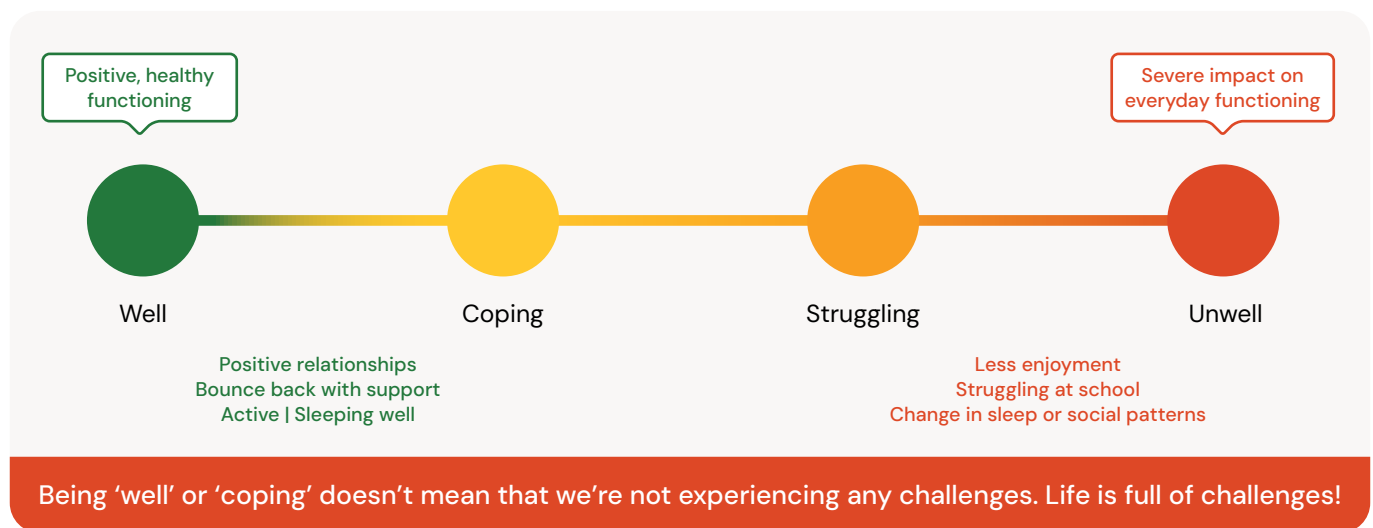 Positive, healthy
functioning
Severe impact on
everyday functioning
Well
Coping
Struggling
Unwell
Positive relationships
Bounce back with support
Active | Sleeping well
Less enjoyment
Struggling at school
Change in sleep or social patterns
Being ‘well’ or ‘coping’ doesn’t mean that we’re not experiencing any challenges. Life is full of challenges!